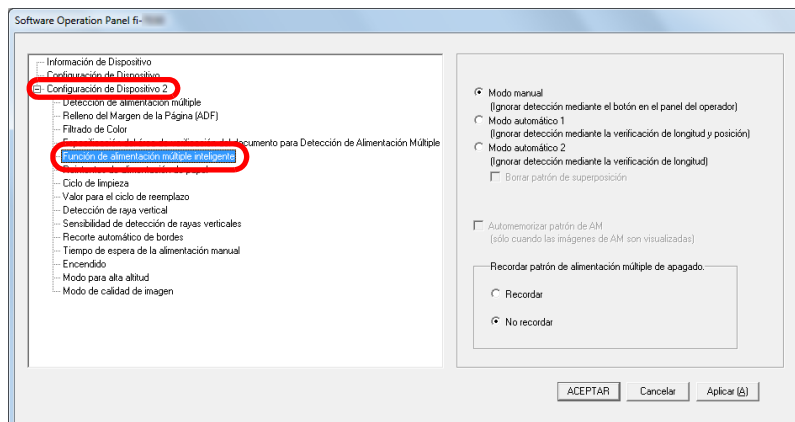 Software Operation Panel fi-
Información de Dispositivo
Configuración de Dispositivo
Configuración de Dispositivo 2
Detección de alimentación múltiple
Relleno del Margen de la Página (ADF)
Filtrado de Color
documento para Detección de Alimentación Múltiple
Función de alimentación múltiple inteligente
Ciclo de limpieza
Valor para el ciclo de reemplazo
Detección de raya vertical
Sensibilidad de detección de rayas verticales
Recorte automático de bordes
Tiempo de espera de la alimentación manual
Encendido
Modo para alta altitud
Modo de calidad de imagen
Modo manual
(Ignorar detección mediante el botón en el panel del operador)
Modo automático 1
(Ignorar detección mediante la verificación de longitud y posición)
Modo automático 2
(Ignorar detección mediante la verificación de longitud)
Borrar patrón de superposición
Automemorizar patrón de AM
(sólo cuando las imágenes de AM son visualizadas)
Recordar patrón de alimentación múltiple de apagado.
Recordar
No recordar
ACEPTAR Cancelar Aplicar (A)